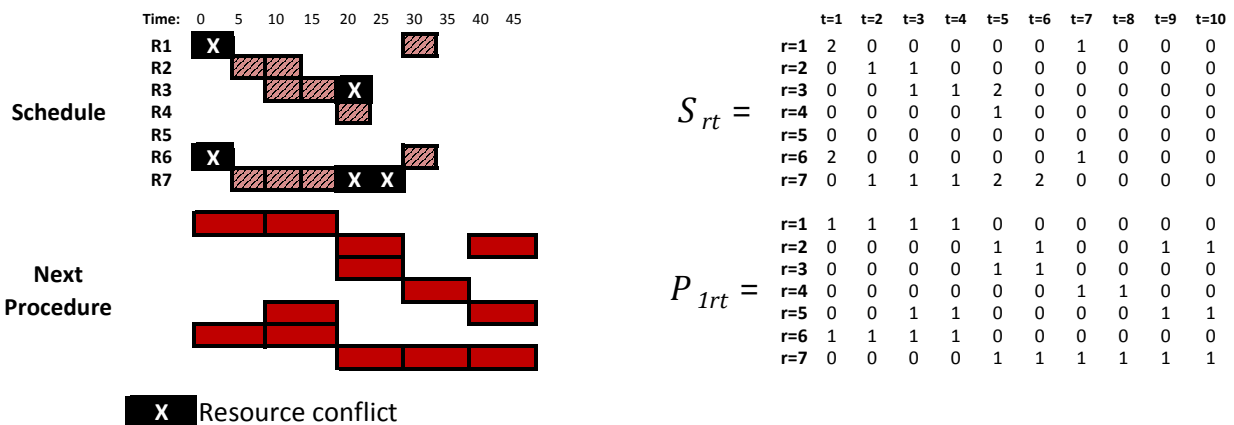 Time: 0 5 10 15 20 25 30 35 40 45
R1 X
R2
R3 X
R4
R5
R6 X
R7 X X
Schedule
Next
Procedure
X Resource conflict
t=1 t=2 t=3 t=4 t=5 t=6 t=7 t=8 t=9 t=10
r=1 2 0 0 0 0 0 1 0 0 0
r=2 0 1 1 0 0 0 0 0 0 0
r=3 0 0 1 1 2 0 0 0 0 0
r=4 0 0 0 0 1 0 0 0 0 0
r=5 0 0 0 0 0 0 0 0 0 0
r=6 2 0 0 0 0 0 1 0 0 0
r=7 0 1 1 1 2 2 0 0 0 0
S rt =
r=1 1 1 1 1 0 0 0 0 0 0
r=2 0 0 0 0 1 1 0 0 1 1
r=3 0 0 0 0 1 1 0 0 0 0
r=4 0 0 0 0 0 0 1 1 0 0
r=5 0 0 1 1 0 0 0 0 1 1
r=6 1 1 1 1 0 0 0 0 0 0
r=7 0 0 0 0 1 1 1 1 1 1
P 1rt =